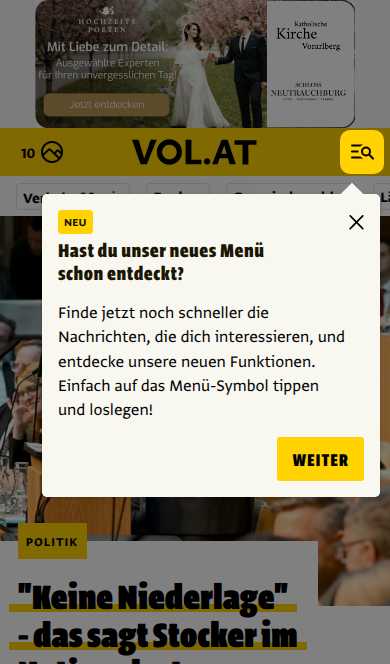 HOCHZEITS
POETEN
Mit Liebe zum Detail:
Ausgewählte Experten
für Ihren unvergesslichen Tag!
Jetzt entdecken
Katholische
Kirche
Vorarlberg
SCHLOSS
NEUTRAUCHBURG
10
VOL.AT
NEU
Hast du unser neues Menü
schon entdeckt?
Finde jetzt noch schneller die
Nachrichten, die dich interessieren, und
entdecke unsere neuen Funktionen.
Einfach auf das Menü-Symbol tippen
und loslegen!
WEITER
POLITIK
"Keine Niederlage"
- das sagt Stocker im